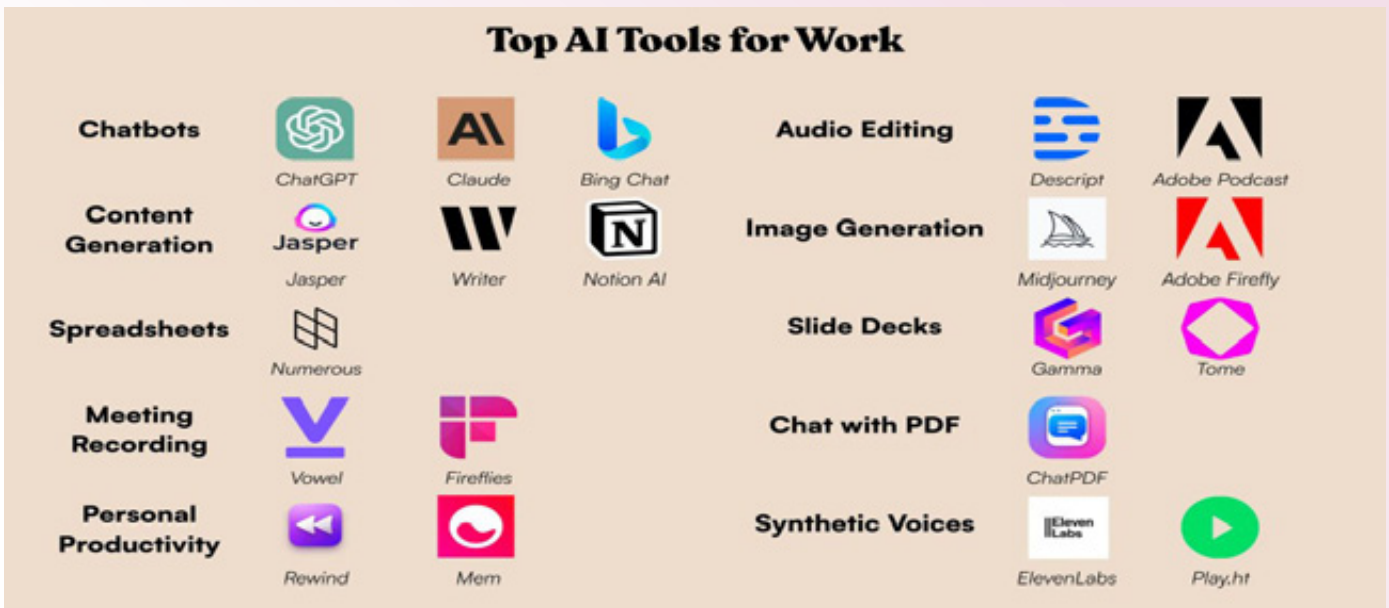 Top AI Tools for Work
Chatbots
ChatGPT
Claude
Bing Chat
Content
Generation
Jasper
Jasper
Writer
Notion AI
Spreadsheets
Numerous
Meeting
Recording
Vowel
Fireflies
Personal
Productivity
Rewind
Mem
Audio Editing
Descript
Adobe Podcast
Image Generation
Midjourney
Adobe Firefly
Slide Decks
Gamma
Tome
Chat with PDF
ChatPDF
Synthetic Voices
||Eleven
Labs
ElevenLabs
Play.ht